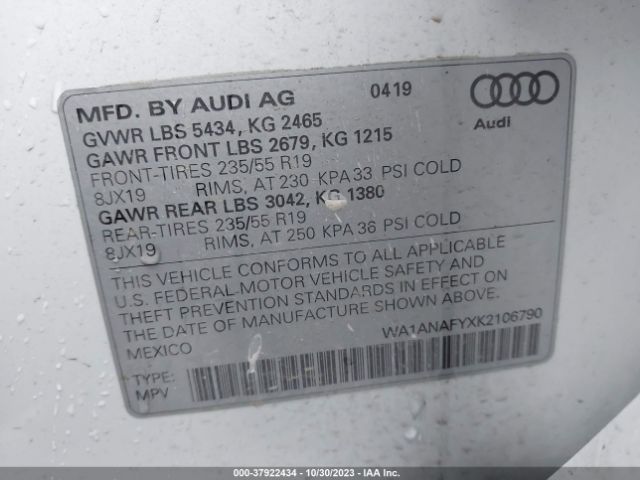 MFD. BY AUDI AG 0419
Audi
GVWR LBS 5434, KG 2465
GAWR FRONT LBS 2679, KG 1215
FRONT-TIRES 235/55 R19
8JX19 RIMS, AT 230 KPA 33 PSI COLD
GAWR REAR LBS 3042, KG 1380
REAR-TIRES 235/55 R19
8JX19 RIMS, AT 250 KPA 36 PSI COLD
THIS VEHICLE CONFORMS TO ALL APPLICABLE
U.S. FEDERAL MOTOR VEHICLE SAFETY AND
THEFT PREVENTION STANDARDS IN EFFECT ON
THE DATE OF MANUFACTURE SHOWN ABOVE.
MEXICO WA1ANAFYXK2106790
TYPE:
MPV
000-37922434 - 10/30/2023 - IAA Inc.